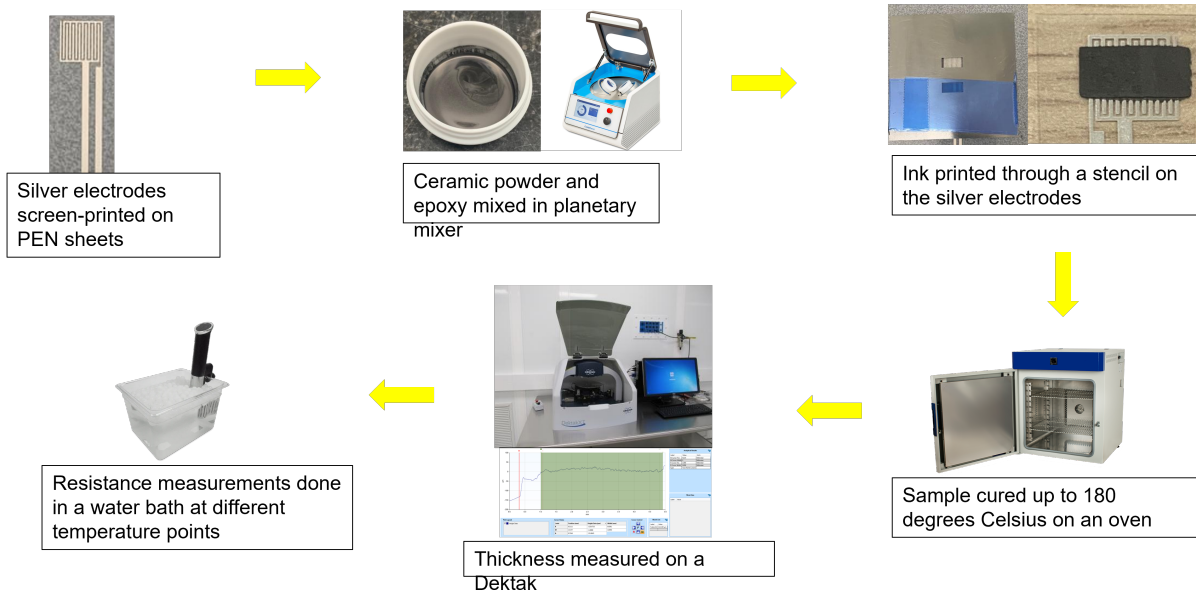 Silver electrodes
screen-printed on
PEN sheets
Ceramic powder and
epoxy mixed in planetary
mixer
Ink printed through a stencil on
the silver electrodes
Sample cured up to 180
degrees Celsius on an oven
Thickness measured on a
Dektak
Resistance measurements done
in a water bath at different
temperature points